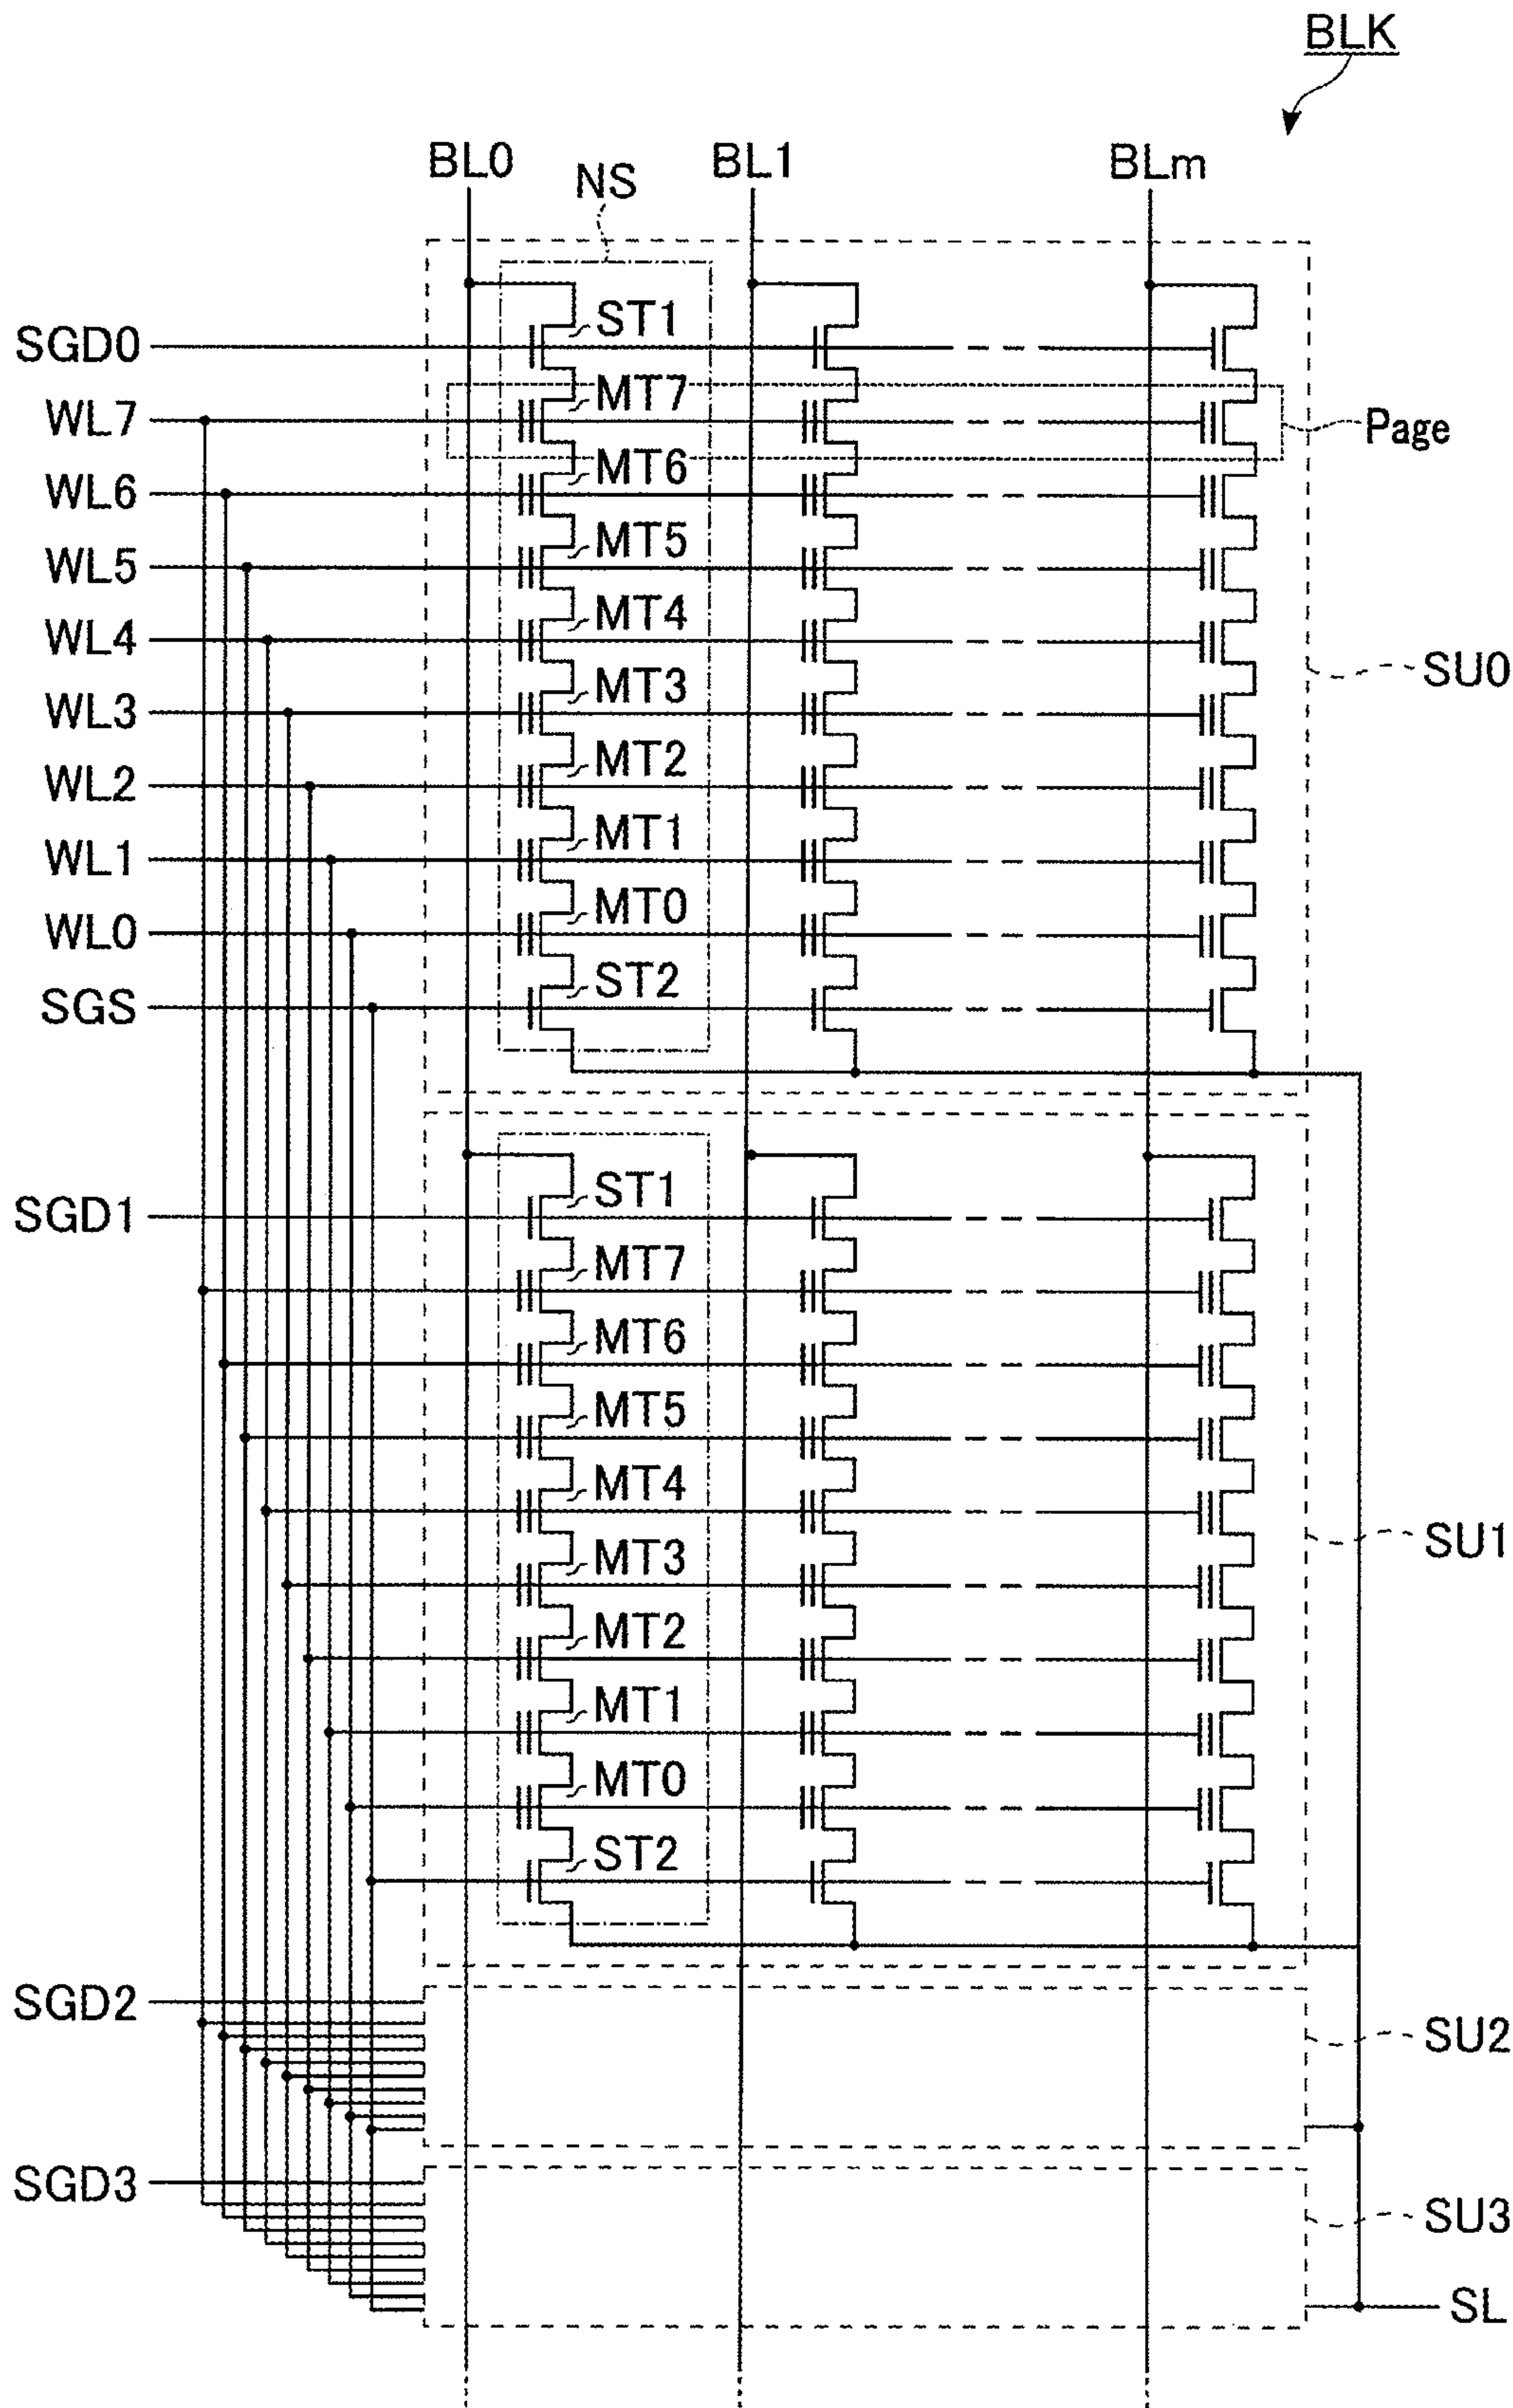 BLK
BL0 NS BL1 BLm
ST1
SGD0
MT7
WL7 Page
MT6
WL6
MT5
WL5
MT4
WL4 SU0
MT3
WL3
MT2
WL2
MT1
WL1
MT0
WL0
ST2
SGS
ST1
SGD1
MT7
MT6
MT5
MT4
SU1
MT3
MT2
MT1
MT0
ST2
SGD2
SU2
SGD3
SU3
SL